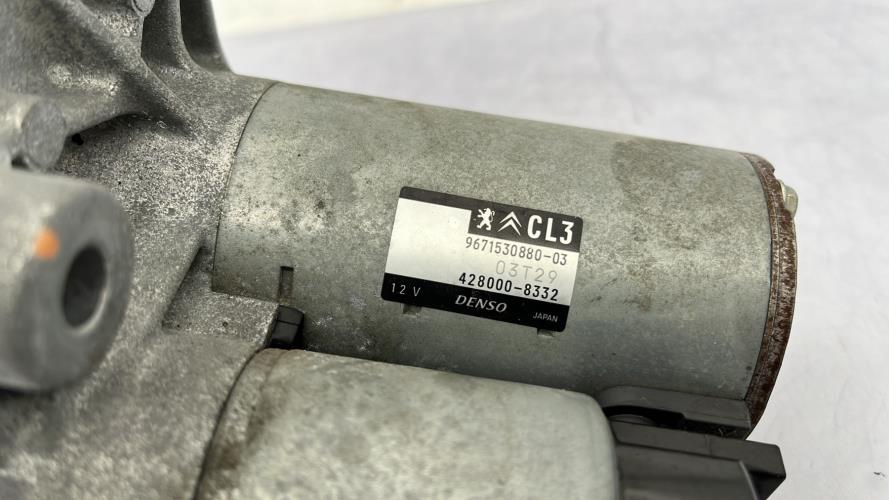 CL3
9671530880-03
03T29
428000-8332
12 V DENSO JAPAN